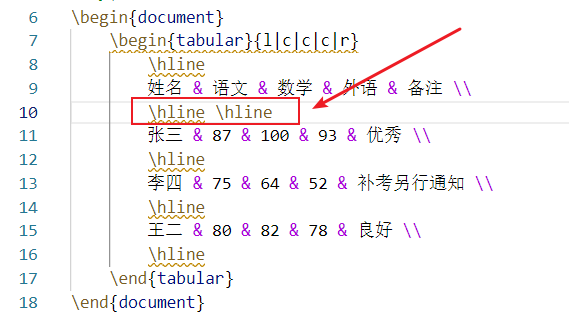 6 \begin{document}
7 \begin{tabular}{l|c|c|c|r}
8 \hline
9 姓名 & 语文 & 数学 & 外语 & 备注 \\
10 \hline \hline
11 张三 & 87 & 100 & 93 & 优秀 \\
12 \hline
13 李四 & 75 & 64 & 52 & 补考另行通知 \\
14 \hline
15 王二 & 80 & 82 & 78 & 良好 \\
16 \hline
17 \end{tabular}
18 \end{document}